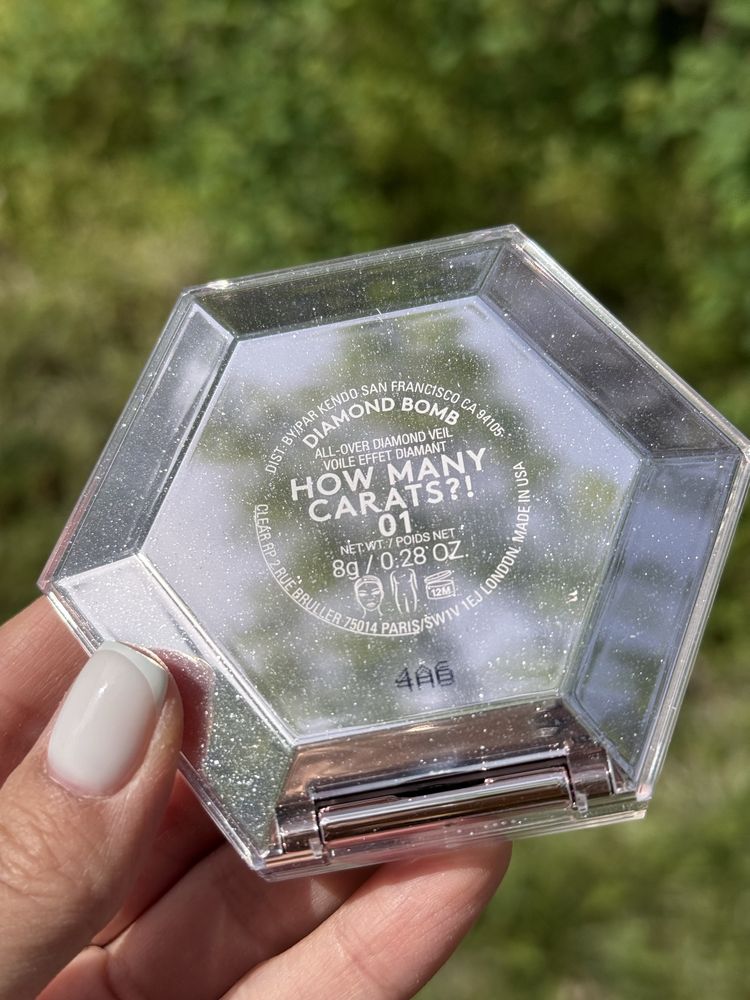 DIST. BY/PAR KENDO SAN FRANCISCO CA 94105.
DIAMOND BOMB
ALL-OVER DIAMOND VEIL
VOILE EFFET DIAMANT
HOW MANY
CARATS?!
01
NET.WT. / POIDS NET
8g / 0.28 OZ.
12M
CLEAR RP 2 RUE BRULLER 75014 PARIS/SW1V 1EJ LONDON. MADE IN USA